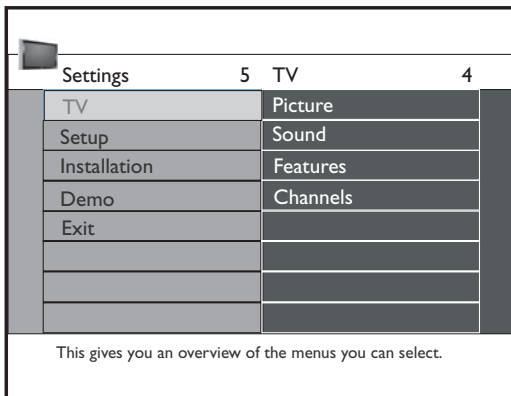 Settings 5 TV 4
TV Picture
Setup Sound
Installation Features
Demo Channels
Exit
This gives you an overview of the menus you can select.